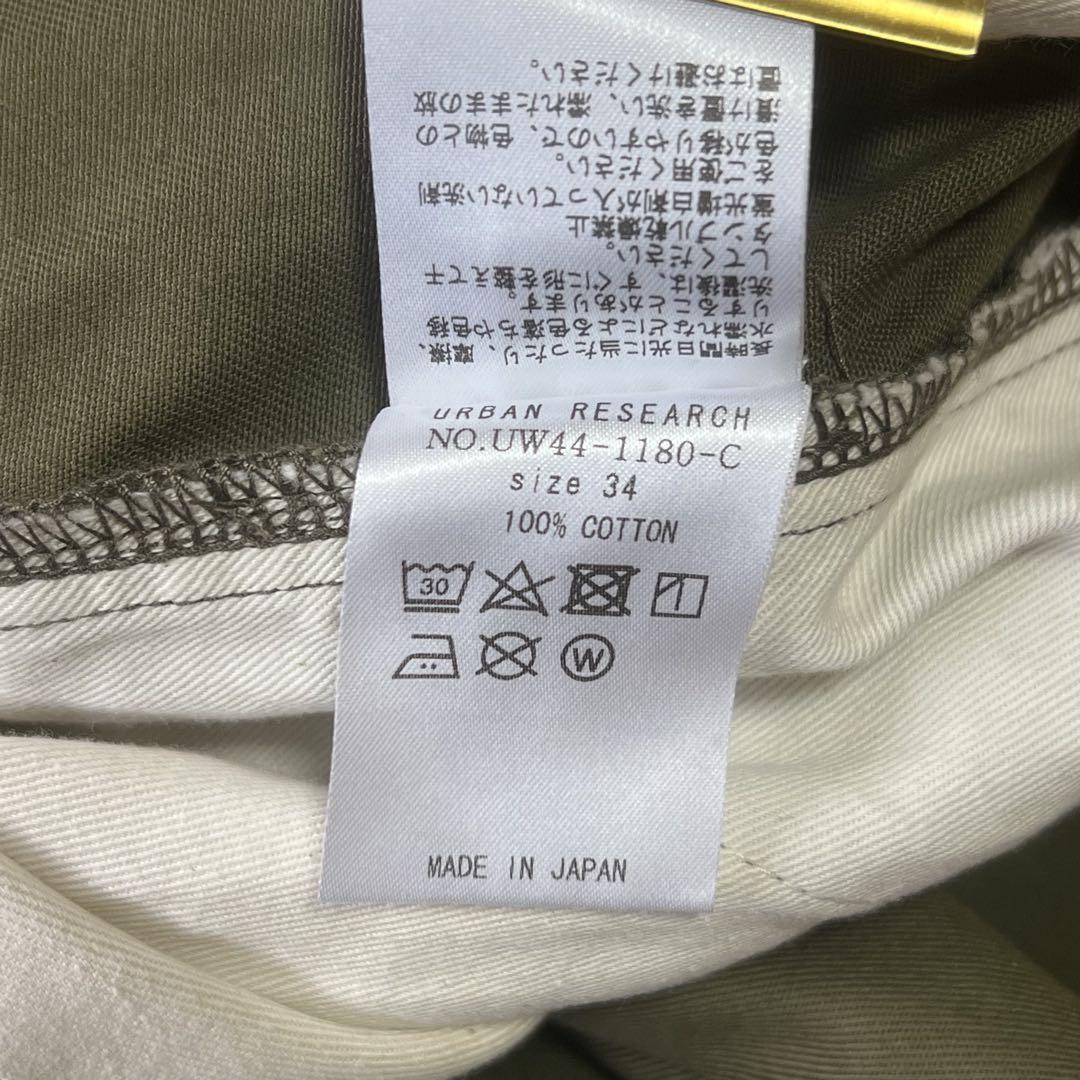 長時間日光に当たったり、摩擦、
水濡れなどによる色落ちや色移
りすることがあります。
洗濯後は、すぐに形を整えて干
してください。
タンブル乾燥禁止
蛍光増白剤が入っていない洗剤
をご使用ください。
色が移りやすいので、色物との
漬け置き洗い、濡れたままの放
置はお避けください。
URBAN RESEARCH
NO.UW44-1180-C
size 34
100% COTTON
30
W
MADE IN JAPAN